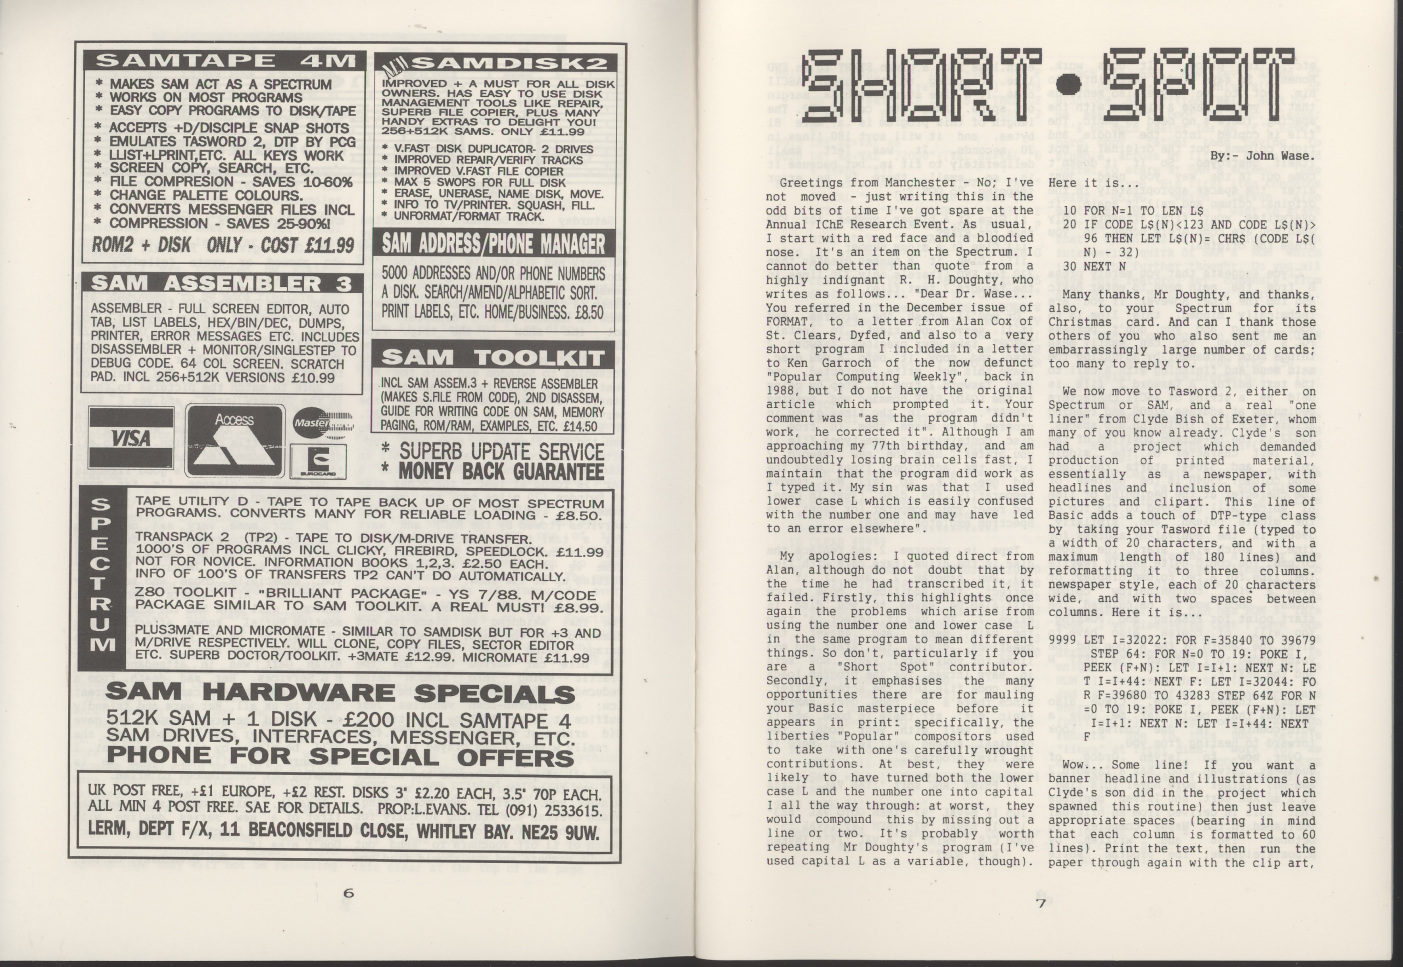 SAMTAPE 4M
* MAKES SAM ACT AS A SPECTRUM
* WORKS ON MOST PROGRAMS
* EASY COPY PROGRAMS TO DISK/TAPE
* ACCEPTS +D/DISCIPLE SNAP SHOTS
* EMULATES TASWORD 2, DTP BY PCG
* LLIST+LPRINT,ETC. ALL KEYS WORK
* SCREEN COPY, SEARCH, ETC.
* FILE COMPRESION - SAVES 10-60%
* CHANGE PALETTE COLOURS.
* CONVERTS MESSENGER FILES INCL
* COMPRESSION - SAVES 25-90%!
ROM2 + DISK ONLY - COST £11.99
SAM ASSEMBLER 3
ASSEMBLER - FULL SCREEN EDITOR, AUTO
TAB, LIST LABELS, HEX/BIN/DEC, DUMPS,
PRINTER, ERROR MESSAGES ETC. INCLUDES
DISASSEMBLER + MONITOR/SINGLESTEP TO
DEBUG CODE. 64 COL SCREEN. SCRATCH
PAD. INCL 256+512K VERSIONS £10.99
NEW SAMDISK2
IMPROVED + A MUST FOR ALL DISK
OWNERS. HAS EASY TO USE DISK
MANAGEMENT TOOLS LIKE REPAIR,
SUPERB FILE COPIER, PLUS MANY
HANDY EXTRAS TO DELIGHT YOU!
256+512K SAMS. ONLY £11.99
* V.FAST DISK DUPLICATOR- 2 DRIVES
* IMPROVED REPAIR/VERIFY TRACKS
* IMPROVED V.FAST FILE COPIER
* MAX 5 SWOPS FOR FULL DISK
* ERASE, UNERASE, NAME DISK, MOVE.
* INFO TO TV/PRINTER. SQUASH, FILL.
* UNFORMAT/FORMAT TRACK.
SAM ADDRESS/PHONE MANAGER
5000 ADDRESSES AND/OR PHONE NUMBERS
A DISK. SEARCH/AMEND/ALPHABETIC SORT.
PRINT LABELS, ETC. HOME/BUSINESS. £8.50
SAM TOOLKIT
INCL SAM ASSEM.3 + REVERSE ASSEMBLER
(MAKES S.FILE FROM CODE), 2ND DISASSEM,
GUIDE FOR WRITING CODE ON SAM, MEMORY
PAGING, ROM/RAM, EXAMPLES, ETC. £14.50
VISA
Access
Master
EUROCARD
* SUPERB UPDATE SERVICE
* MONEY BACK GUARANTEE
SPECTRUM
TAPE UTILITY D - TAPE TO TAPE BACK UP OF MOST SPECTRUM
PROGRAMS. CONVERTS MANY FOR RELIABLE LOADING - £8.50.
TRANSPACK 2 (TP2) - TAPE TO DISK/M-DRIVE TRANSFER.
1000'S OF PROGRAMS INCL CLICKY, FIREBIRD, SPEEDLOCK. £11.99
NOT FOR NOVICE. INFORMATION BOOKS 1,2,3. £2.50 EACH.
INFO OF 100'S OF TRANSFERS TP2 CAN'T DO AUTOMATICALLY.
Z80 TOOLKIT - "BRILLIANT PACKAGE" - YS 7/88. M/CODE
PACKAGE SIMILAR TO SAM TOOLKIT. A REAL MUST! £8.99.
PLUS3MATE AND MICROMATE - SIMILAR TO SAMDISK BUT FOR +3 AND
M/DRIVE RESPECTIVELY. WILL CLONE, COPY FILES, SECTOR EDITOR
ETC. SUPERB DOCTOR/TOOLKIT. +3MATE £12.99. MICROMATE £11.99
SAM HARDWARE SPECIALS
512K SAM + 1 DISK - £200 INCL SAMTAPE 4
SAM DRIVES, INTERFACES, MESSENGER, ETC.
PHONE FOR SPECIAL OFFERS
UK POST FREE, +£1 EUROPE, +£2 REST. DISKS 3" £2.20 EACH, 3.5" 70P EACH.
ALL MIN 4 POST FREE. SAE FOR DETAILS. PROP:L.EVANS. TEL (091) 2533615.
LERM, DEPT F/X, 11 BEACONSFIELD CLOSE, WHITLEY BAY. NE25 9UW.
6
SHORT • SPOT
By:- John Wase.
Greetings from Manchester - No; I've
not moved - just writing this in the
odd bits of time I've got spare at the
Annual IChE Research Event. As usual,
I start with a red face and a bloodied
nose. It's an item on the Spectrum. I
cannot do better than quote from a
highly indignant R. H. Doughty, who
writes as follows... "Dear Dr. Wase...
You referred in the December issue of
FORMAT, to a letter from Alan Cox of
St. Clears, Dyfed, and also to a very
short program I included in a letter
to Ken Garroch of the now defunct
"Popular Computing Weekly", back in
1988, but I do not have the original
article which prompted it. Your
comment was "as the program didn't
work, he corrected it". Although I am
approaching my 77th birthday, and am
undoubtedly losing brain cells fast, I
maintain that the program did work as
I typed it. My sin was that I used
lower case L which is easily confused
with the number one and may have led
to an error elsewhere".
My apologies: I quoted direct from
Alan, although do not doubt that by
the time he had transcribed it, it
failed. Firstly, this highlights once
again the problems which arise from
using the number one and lower case L
in the same program to mean different
things. So don't, particularly if you
are a "Short Spot" contributor.
Secondly, it emphasises the many
opportunities there are for mauling
your Basic masterpiece before it
appears in print: specifically, the
liberties "Popular" compositors used
to take with one's carefully wrought
contributions. At best, they were
likely to have turned both the lower
case L and the number one into capital
I all the way through: at worst, they
would compound this by missing out a
line or two. It's probably worth
repeating Mr Doughty's program (I've
used capital L as a variable, though).
Here it is...
10 FOR N=1 TO LEN L$
20 IF CODE L$(N)<123 AND CODE L$(N)>
96 THEN LET L$(N)= CHR$ (CODE L$(
N) - 32)
30 NEXT N
Many thanks, Mr Doughty, and thanks,
also, to your Spectrum for its
Christmas card. And can I thank those
others of you who also sent me an
embarrassingly large number of cards;
too many to reply to.
We now move to Tasword 2, either on
Spectrum or SAM, and a real "one
liner" from Clyde Bish of Exeter, whom
many of you know already. Clyde's son
had a project which demanded
production of printed material,
essentially as a newspaper, with
headlines and inclusion of some
pictures and clipart. This line of
Basic adds a touch of DTP-type class
by taking your Tasword file (typed to
a width of 20 characters, and with a
maximum length of 180 lines) and
reformatting it to three columns.
newspaper style, each of 20 characters
wide, and with two spaces between
columns. Here it is...
9999 LET I=32022: FOR F=35840 TO 39679
STEP 64: FOR N=0 TO 19: POKE I,
PEEK (F+N): LET I=I+1: NEXT N: LE
T I=I+44: NEXT F: LET I=32044: FO
R F=39680 TO 43283 STEP 64Z FOR N
=0 TO 19: POKE I, PEEK (F+N): LET
I=I+1: NEXT N: LET I=I+44: NEXT
F
Wow... Some line! If you want a
banner headline and illustrations (as
Clyde's son did in the project which
spawned this routine) then just leave
appropriate spaces (bearing in mind
that each column is formatted to 60
lines). Print the text, then run the
paper through again with the clip art,
7